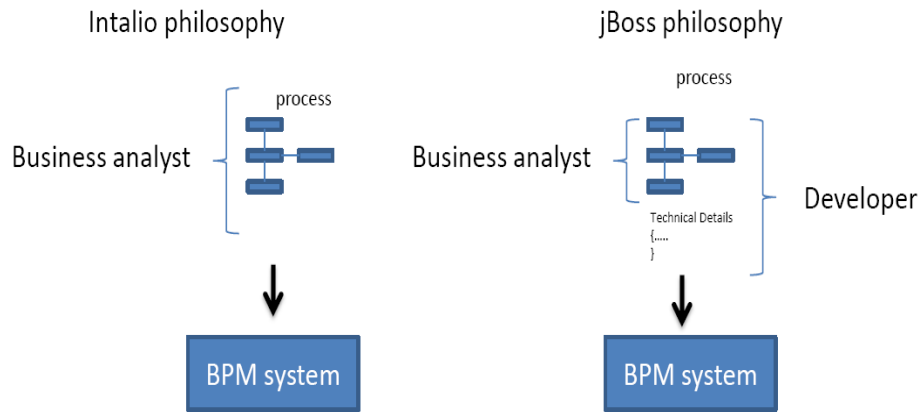 Intalio philosophy
process
Business analyst
BPM system
jBoss philosophy
process
Business analyst
Developer
Technical Details
{.....
}
BPM system